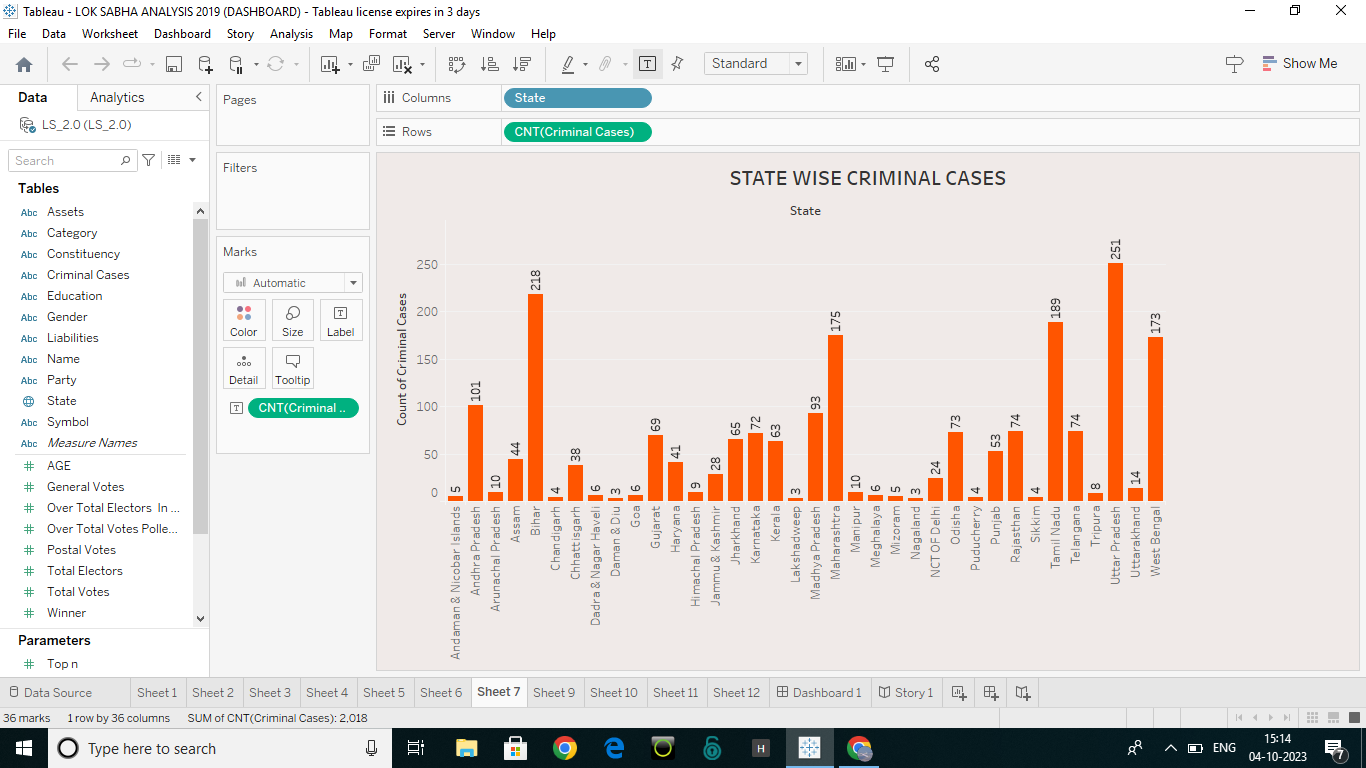 Tableau - LOK SABHA ANALYSIS 2019 (DASHBOARD) - Tableau license expires in 3 days
File Data Worksheet Dashboard Story Analysis Map Format Server Window Help
Standard
Show Me
Data Analytics
LS_2.0 (LS_2.0)
Search
Tables
Abc Assets
Abc Category
Abc Constituency
Abc Criminal Cases
Abc Education
Abc Gender
Abc Liabilities
Abc Name
Abc Party
State
Abc Symbol
Abc Measure Names
AGE
General Votes
Over Total Electors In ...
Over Total Votes Polle...
Postal Votes
Total Electors
Total Votes
Winner
Parameters
Top n
Pages
Filters
Marks
Automatic
Color Size Label
Detail Tooltip
CNT(Criminal ..
Columns State
Rows CNT(Criminal Cases)
STATE WISE CRIMINAL CASES
State
Count of Criminal Cases
250
200
150
100
50
0
5 101 10 44 218 4 38 6 3 6 69 41 9 28 65 72 63 3 93 175 10 6 5 3 24 73 4 53 74 4 189 74 8 251 14 173
Andaman & Nicobar Islands
Andhra Pradesh
Arunachal Pradesh
Assam
Bihar
Chandigarh
Chhattisgarh
Dadra & Nagar Haveli
Daman & Diu
Goa
Gujarat
Haryana
Himachal Pradesh
Jammu & Kashmir
Jharkhand
Karnataka
Kerala
Lakshadweep
Madhya Pradesh
Maharashtra
Manipur
Meghalaya
Mizoram
Nagaland
NCT OF Delhi
Odisha
Puducherry
Punjab
Rajasthan
Sikkim
Tamil Nadu
Telangana
Tripura
Uttar Pradesh
Uttarakhand
West Bengal
Data Source Sheet 1 Sheet 2 Sheet 3 Sheet 4 Sheet 5 Sheet 6 Sheet 7 Sheet 9 Sheet 10 Sheet 11 Sheet 12 Dashboard 1 Story 1
36 marks 1 row by 36 columns SUM of CNT(Criminal Cases): 2,018
Type here to search
H
ENG
15:14
04-10-2023
7